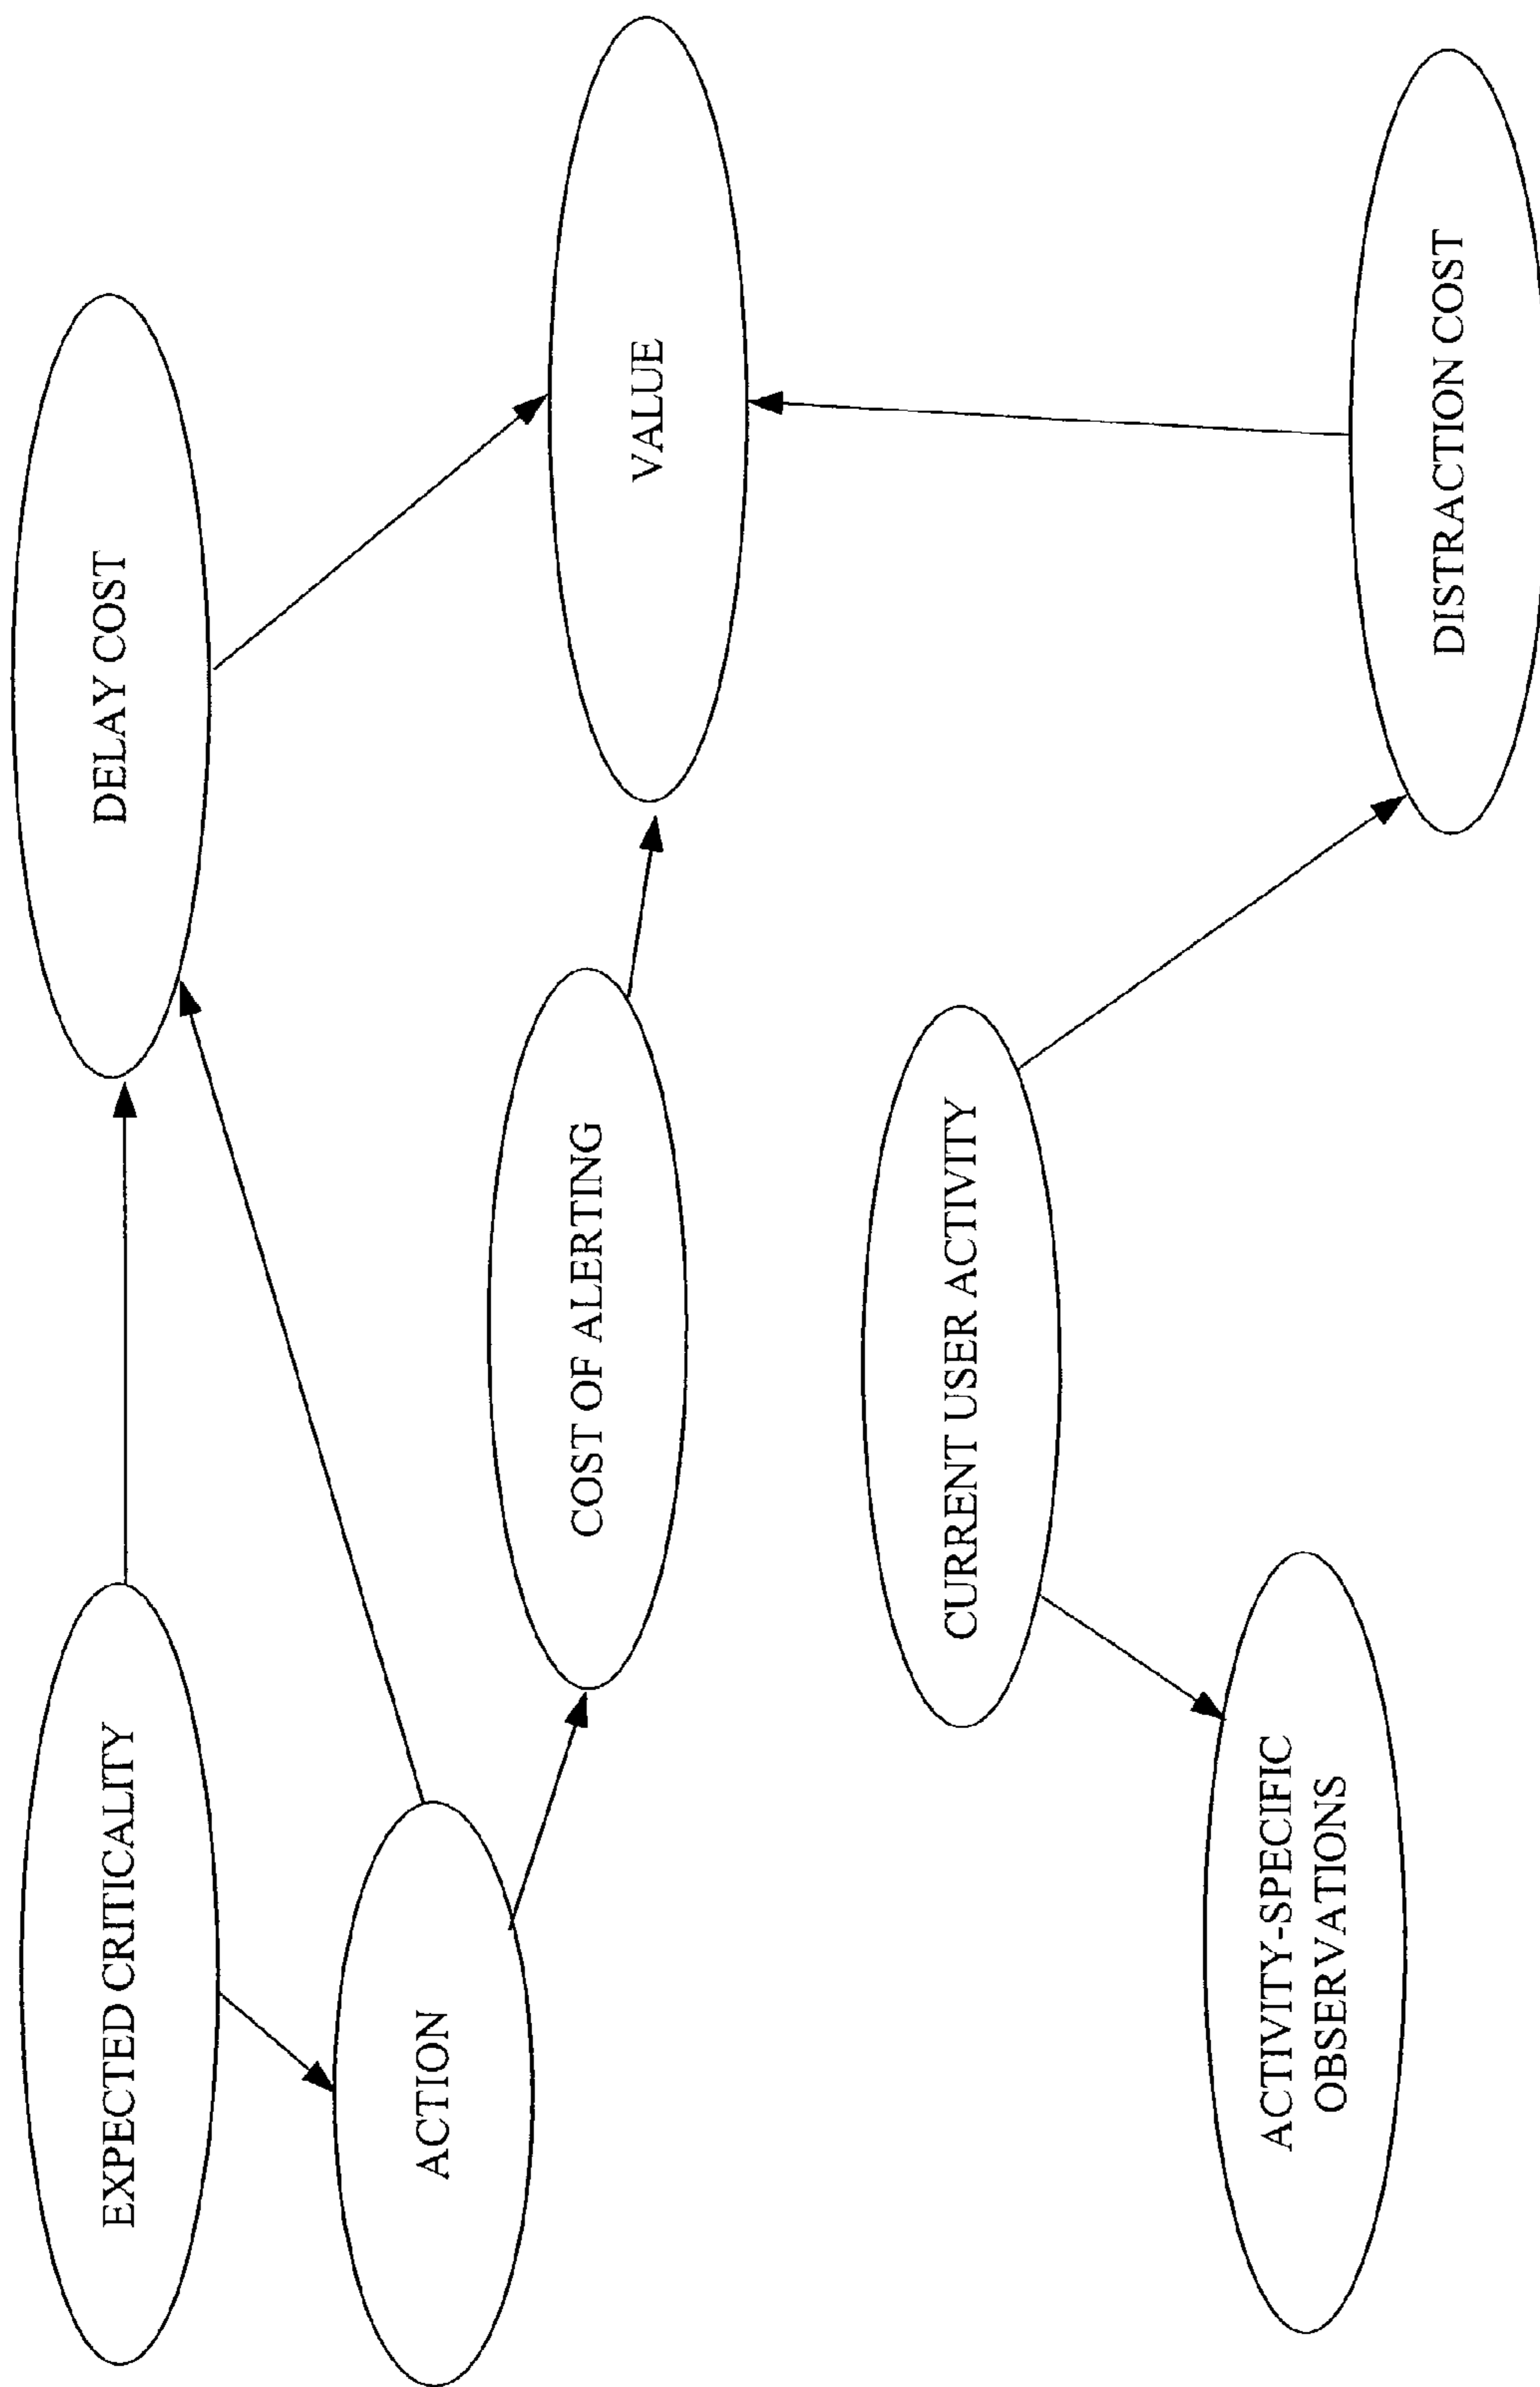 EXPECTED CRITICALITY
DELAY COST
ACTION
COST OF ALERTING
VALUE
CURRENT USER ACTIVITY
ACTIVITY-SPECIFIC
OBSERVATIONS
DISTRACTION COST